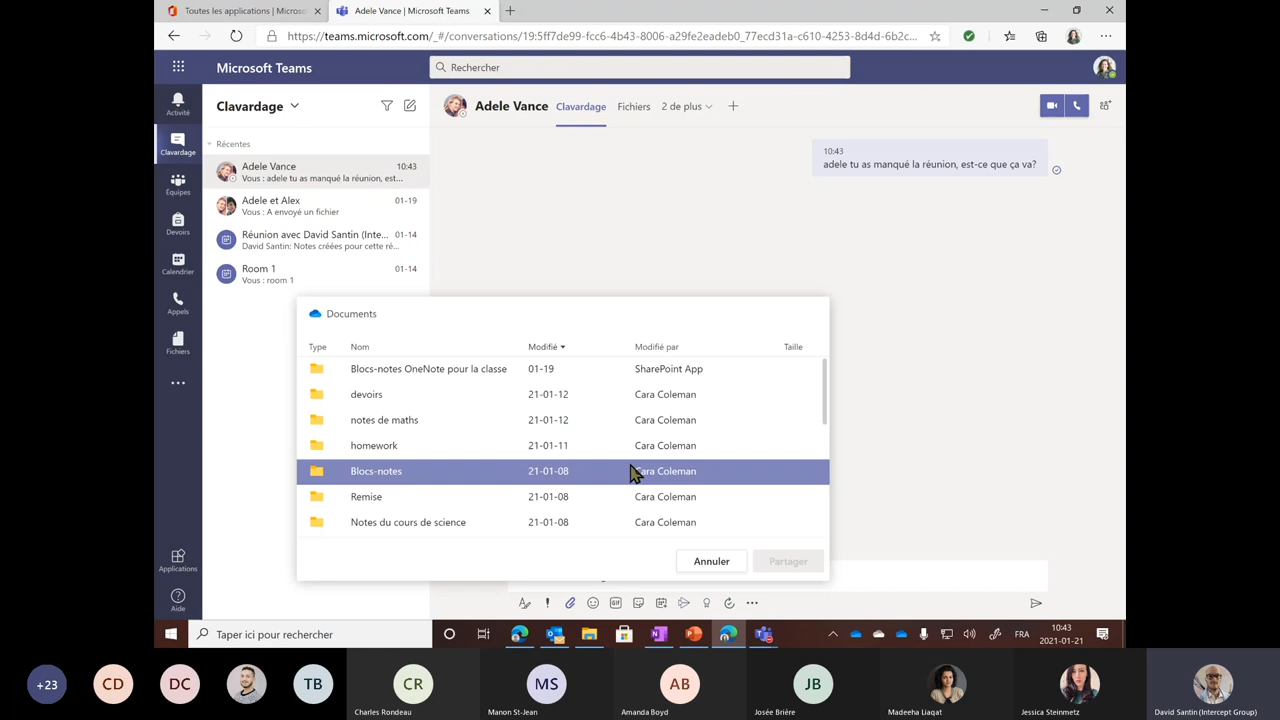 Toutes les applications | Microso
Adele Vance | Microsoft Teams
https://teams.microsoft.com/_#/conversations/19:5ff7de99-fcc6-4b43-8006-a29fe2eadeb0_77ecd31a-c610-4253-8d4d-6b2c...
Microsoft Teams
Rechercher
Activité
Clavardage
Équipes
Devoirs
Calendrier
Appels
Fichiers
Applications
Aide
Clavardage
Récentes
Adele Vance 10:43
Vous : adele tu as manqué la réunion, est...
Adele et Alex 01-19
Vous : A envoyé un fichier
Réunion avec David Santin (Inte... 01-14
David Santin: Notes créées pour cette ré...
Room 1 01-14
Vous : room 1
Adele Vance Clavardage Fichiers 2 de plus
10:43
adele tu as manqué la réunion, est-ce que ça va?
Documents
Type Nom Modifié Modifié par Taille
Blocs-notes OneNote pour la classe 01-19 SharePoint App
devoirs 21-01-12 Cara Coleman
notes de maths 21-01-12 Cara Coleman
homework 21-01-11 Cara Coleman
Blocs-notes 21-01-08 Cara Coleman
Remise 21-01-08 Cara Coleman
Notes du cours de science 21-01-08 Cara Coleman
Annuler Partager
GIF
Taper ici pour rechercher
FRA
10:43
2021-01-21
+23
CD
DC
TB
CR
Charles Rondeau
MS
Manon St-Jean
AB
Amanda Boyd
JB
Josée Brière
Madeeha Liaqat
Jessica Steinmetz
David Santin (Intercept Group)